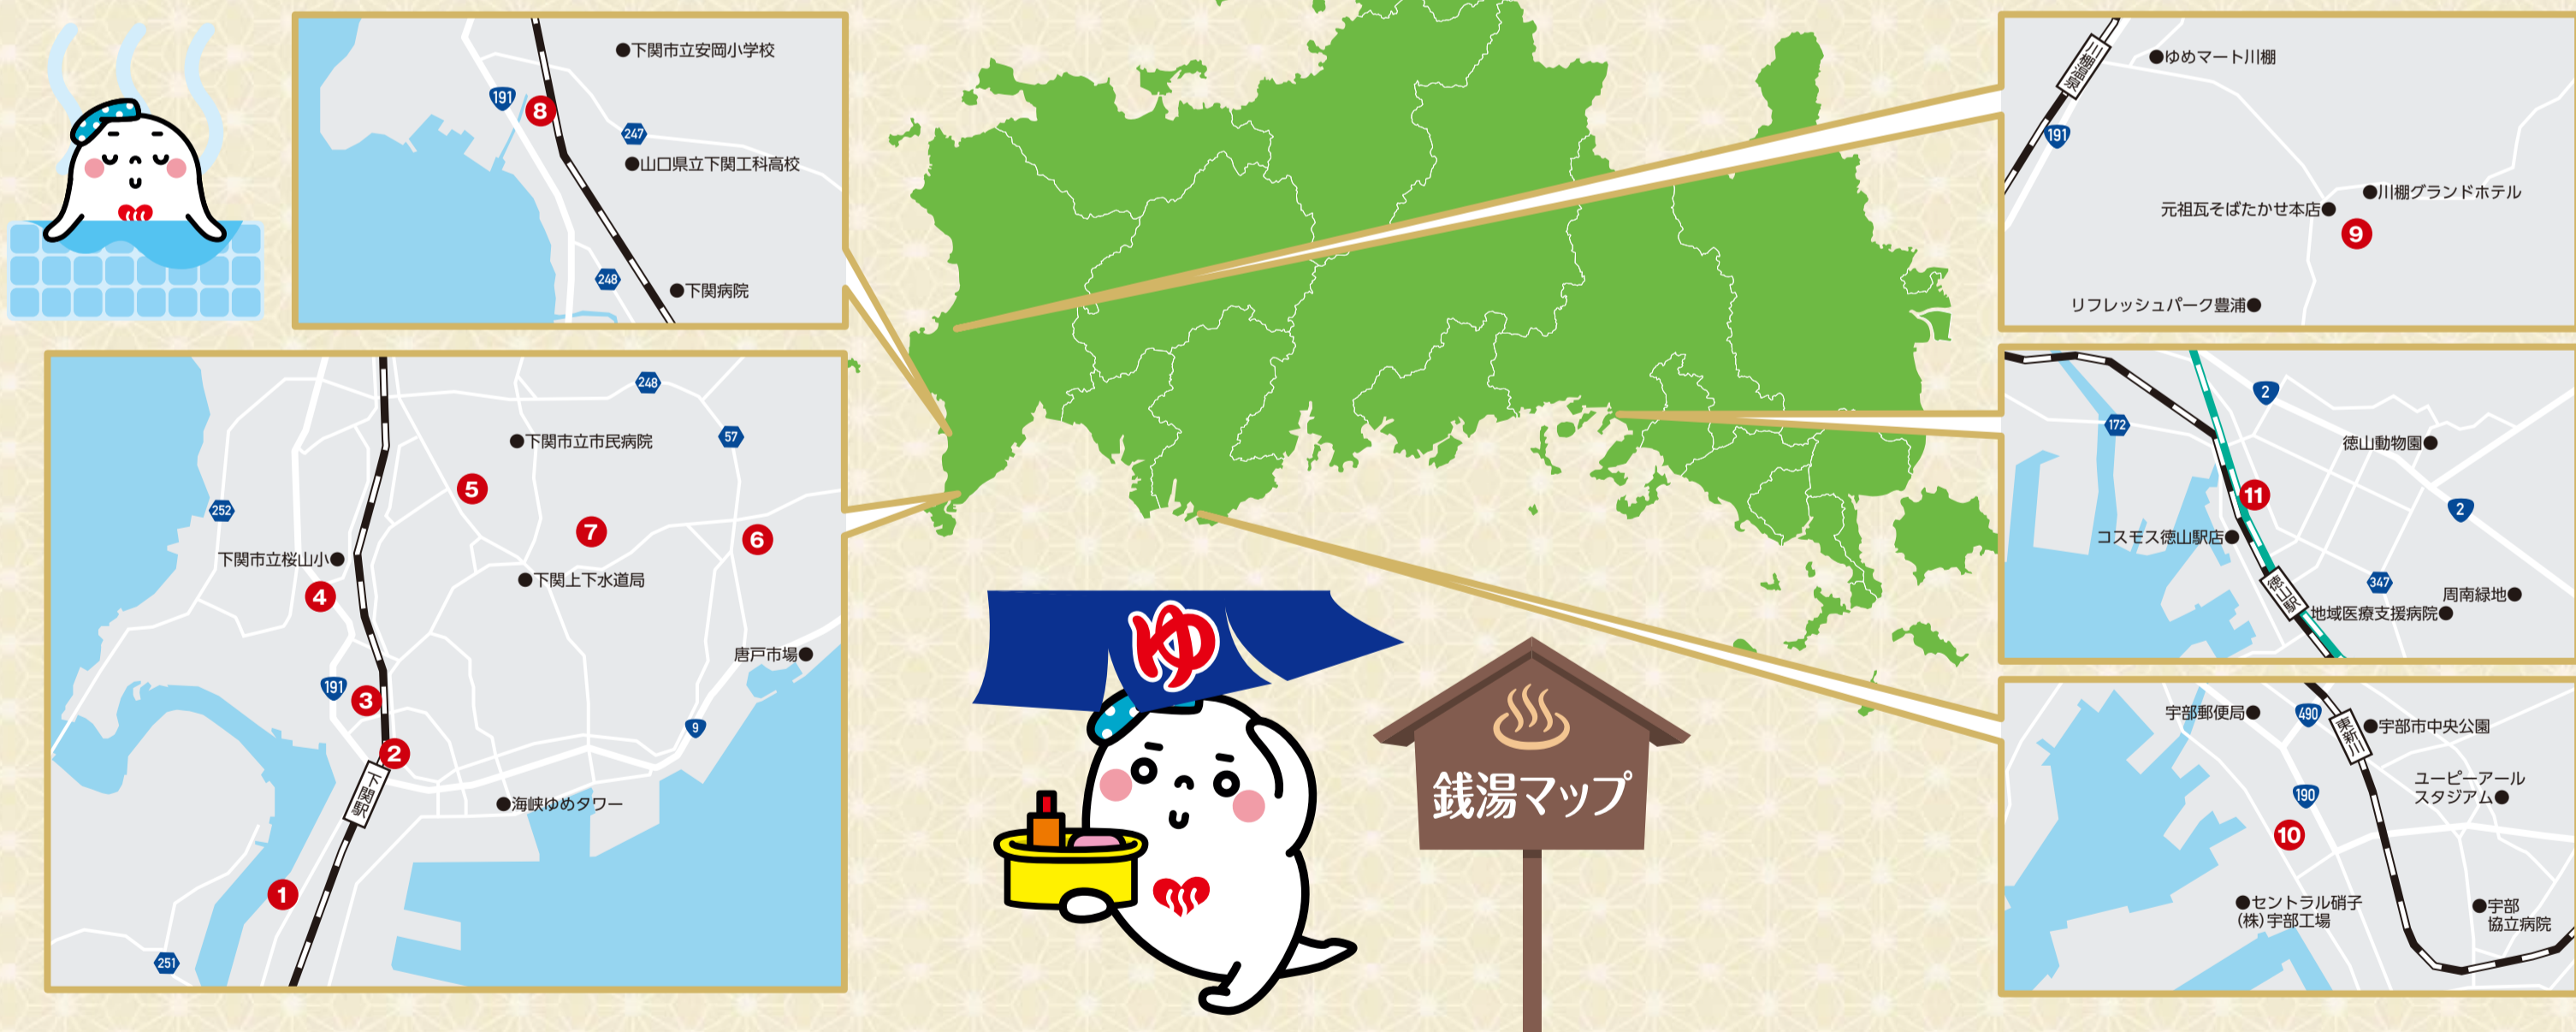 下関市立安岡小学校
191
8
247
山口県立下関工科高校
248
下関病院
248
57
下関市立市民病院
5
252
7
6
下関市立桜山小
4
下関上下水道局
唐戸市場
191
3
9
2
下関駅
海峡ゆめタワー
1
251
ゆ
銭湯マップ
川棚温泉
ゆめマート川棚
191
川棚グランドホテル
元祖瓦そばたかせ本店
9
リフレッシュパーク豊浦
2
172
徳山動物園
11
2
コスモス徳山駅店
347
徳山駅
周南緑地
地域医療支援病院
宇部郵便局
490
東新川
宇部市中央公園
ユーピーアール
スタジアム
190
10
セントラル硝子
(株)宇部工場
宇部
協立病院